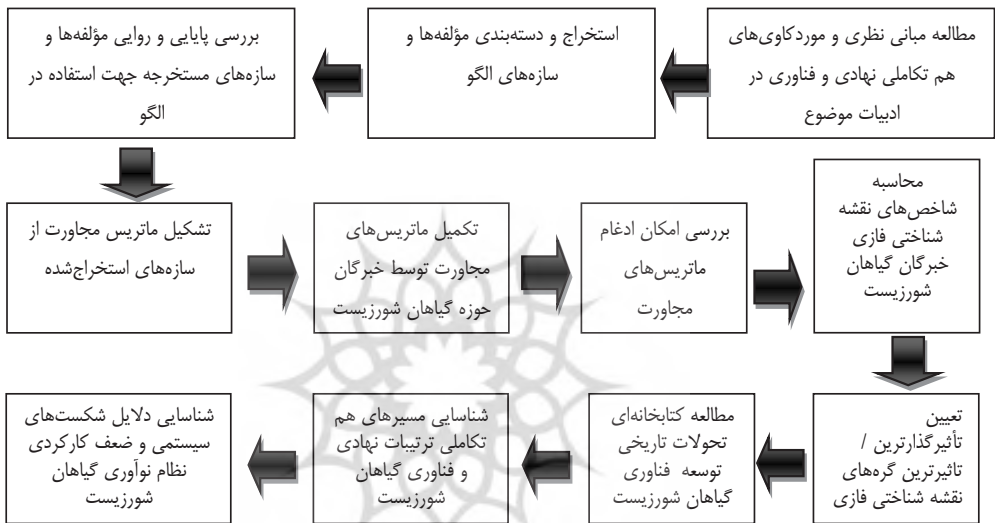 مطالعه مبانی نظری و موردکاوی‌های
هم تکاملی نهادی و فناوری در
ادبیات موضوع
استخراج و دسته‌بندی مؤلفه‌ها و
سازه‌های الگو
بررسی پایایی و روایی مؤلفه‌ها و
سازه‌های مستخرجه جهت استفاده در
الگو
تشکیل ماتریس مجاورت از
سازه‌های استخراج‌شده
تکمیل ماتریس‌های
مجاورت توسط خبرگان
حوزه گیاهان شورزیست
بررسی امکان ادغام
ماتریس‌های
مجاورت
محاسبه
شاخص‌های نقشه
شناختی فازی
خبرگان گیاهان
شورزیست
تعیین
تأثیرگذارترین /
تاثیرترین گره‌های
نقشه شناختی فازی
مطالعه کتابخانه‌ای
تحولات تاریخی
توسعه فناوری
گیاهان شورزیست
شناسایی مسیرهای هم
تکاملی ترتیبات نهادی
و فناوری گیاهان
شورزیست
شناسایی دلایل شکست‌های
سیستمی و ضعف کارکردی
نظام نوآوری گیاهان
شورزیست